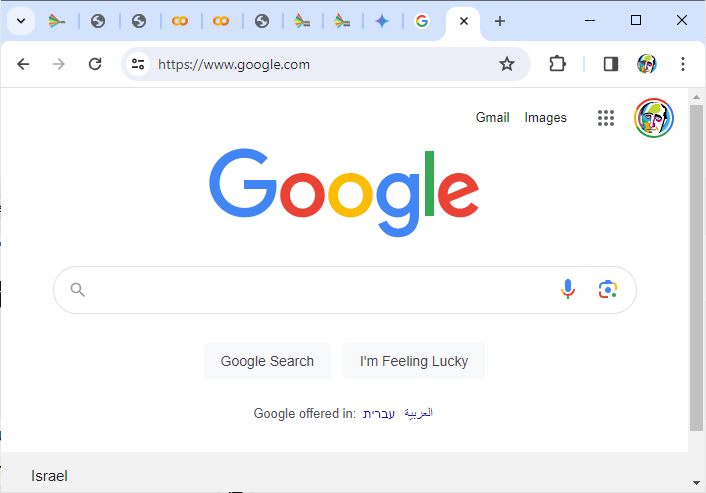 https://www.google.com
Gmail Images
Google
Google Search I'm Feeling Lucky
Google offered in: עברית العربية
Israel